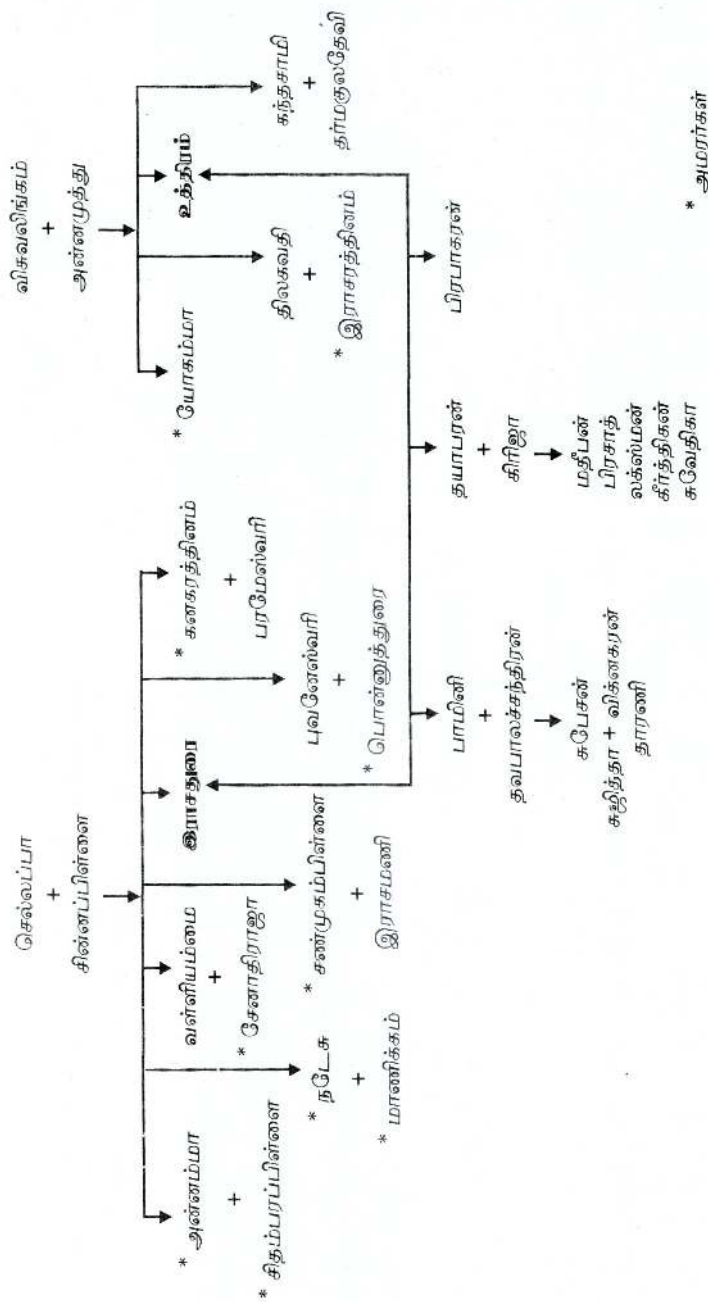 செல்லப்பா
+
சின்னப்பிள்ளை
விசுவலிங்கம்
+
அன்னமுத்து
* அன்னம்மா
+
* சிதம்பரப்பிள்ளை
* நடேசு
+
* மாணிக்கம்
வள்ளியம்மை
+
* சேனாதிராஜா
* சண்முகம்பிள்ளை
+
இராசமணி
இராசதுரை
புவனேஸ்வரி
+
* பொன்னுத்துரை
* கனகரத்தினம்
+
பரமேஸ்வரி
* யோகம்மா
திலகவதி
+
* இராசரத்தினம்
உத்திரம்
கந்தசாமி
+
தர்மகுலதேவி
பாமினி
+
தவபாலச்சந்திரன்
சுபேசன்
சுஜித்தா + விக்னகரன்
தாரணி
தயாபரன்
+
கிரிஜா
மதீபன்
பிரசாத்
லக்ஸ்மன்
கீர்த்திகன்
சுவேதிகா
பிரபாகரன்
* அமரர்கள்